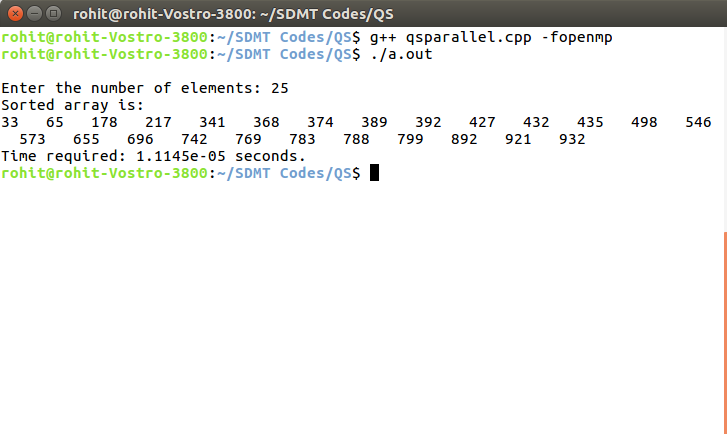 rohit@rohit-Vostro-3800: ~/SDMT Codes/QS
rohit@rohit-Vostro-3800:~/SDMT Codes/QS$ g++ qsparallel.cpp -fopenmp
rohit@rohit-Vostro-3800:~/SDMT Codes/QS$ ./a.out
Enter the number of elements: 25
Sorted array is:
33   65   178   217   341   368   374   389   392   427   432   435   498   546
573   655   696   742   769   783   788   799   892   921   932
Time required: 1.1145e-05 seconds.
rohit@rohit-Vostro-3800:~/SDMT Codes/QS$